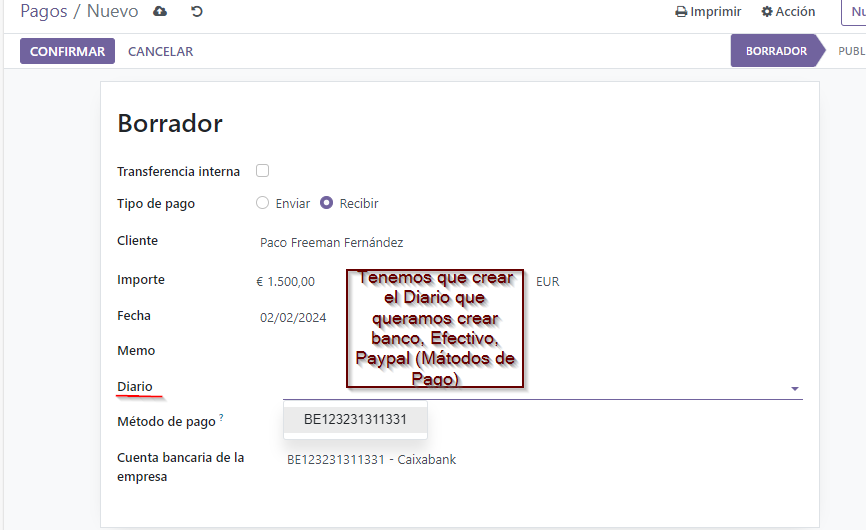 Pagos / Nuevo
Imprimir
Acción
Nu
CONFIRMAR
CANCELAR
BORRADOR
PUBL
Borrador
Transferencia interna
Tipo de pago
Enviar
Recibir
Cliente
Paco Freeman Fernández
Importe
€ 1.500,00
EUR
Fecha
02/02/2024
Memo
Tenemos que crear
el Diario que
queramos crear
banco, Efectivo,
Paypal (Mátodos de
Pago)
Diario
Método de pago ?
BE123231311331
Cuenta bancaria de la
empresa
BE123231311331 - Caixabank